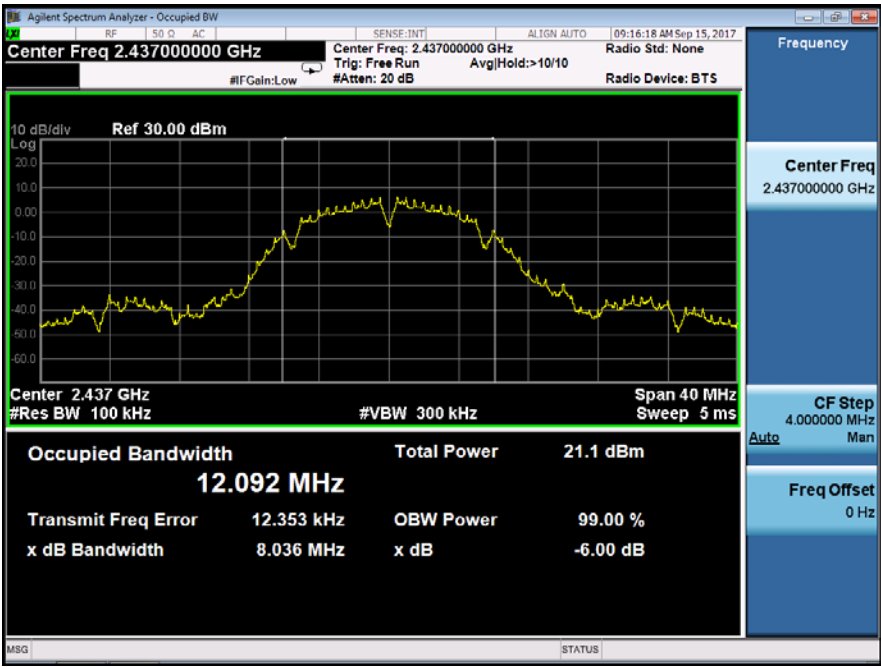 Agilent Spectrum Analyzer - Occupied BW
LXI RF 50 Ω AC SENSE:INT ALIGN AUTO 09:16:18 AM Sep 15, 2017
Center Freq 2.437000000 GHz
Center Freq: 2.437000000 GHz
Radio Std: None
Trig: Free Run Avg|Hold:>10/10
#IFGain:Low
#Atten: 20 dB
Radio Device: BTS
Frequency
10 dB/div Ref 30.00 dBm
Log
20.0
10.0
0.00
-10.0
-20.0
-30.0
-40.0
-50.0
-60.0
Center 2.437 GHz
Span 40 MHz
#Res BW 100 kHz
#VBW 300 kHz
Sweep 5 ms
Occupied Bandwidth
12.092 MHz
Total Power 21.1 dBm
Transmit Freq Error 12.353 kHz
OBW Power 99.00 %
x dB Bandwidth 8.036 MHz
x dB -6.00 dB
Center Freq
2.437000000 GHz
CF Step
4.000000 MHz
Auto Man
Freq Offset
0 Hz
MSG
STATUS